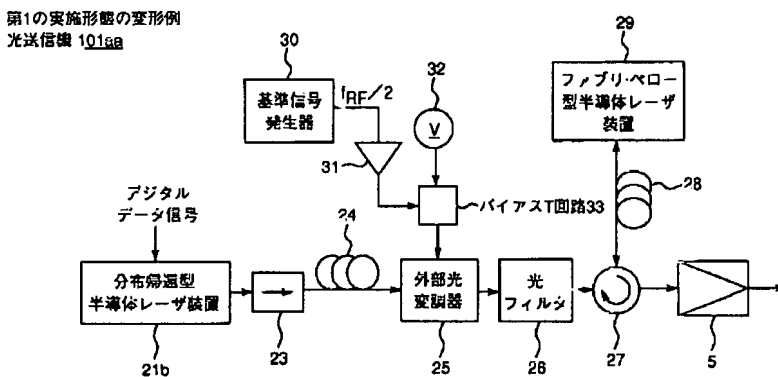 第1の実施形態の変形例
光送信機 101aa
30
基準信号
発生器
fRF/2
31
32
V
29
ファブリ・ペロー
型半導体レーザ
装置
28
バイアスT回路33
デジタル
データ信号
24
分布帰還型
半導体レーザ装置
外部光
変調器
光
フィルタ
21b
23
25
26
27
5